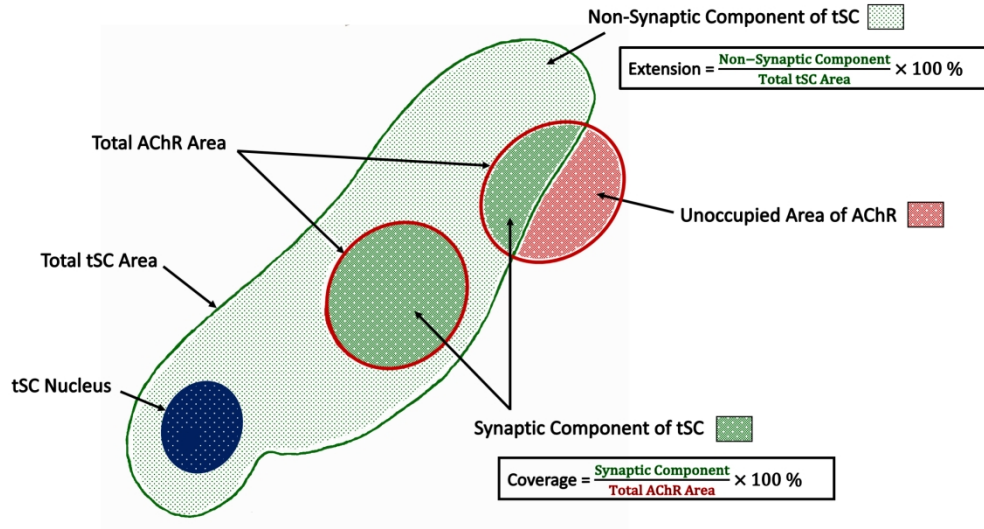 Non-Synaptic Component of tSC
Extension = Non–Synaptic Component / Total tSC Area × 100 %
Total AChR Area
Unoccupied Area of AChR
Total tSC Area
tSC Nucleus
Synaptic Component of tSC
Coverage = Synaptic Component / Total AChR Area × 100 %